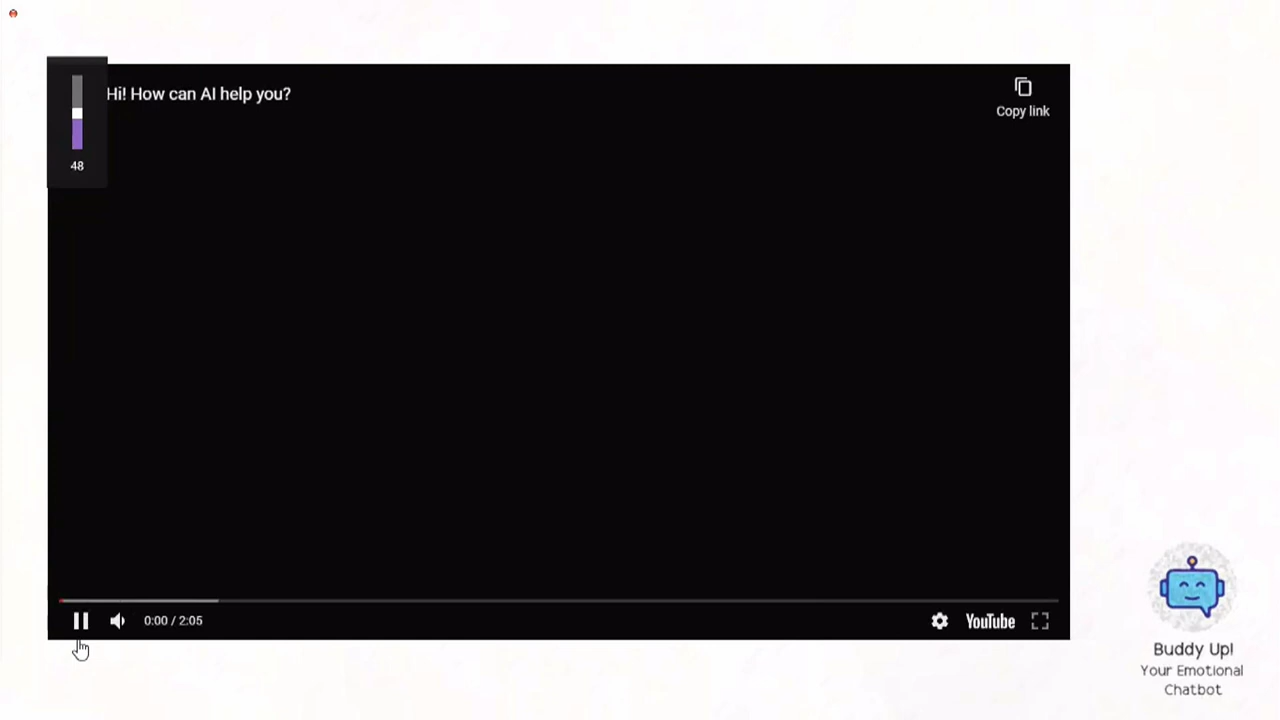 Hi! How can AI help you?
Copy link
48
0:00 / 2:05
YouTube
Buddy Up!
Your Emotional
Chatbot